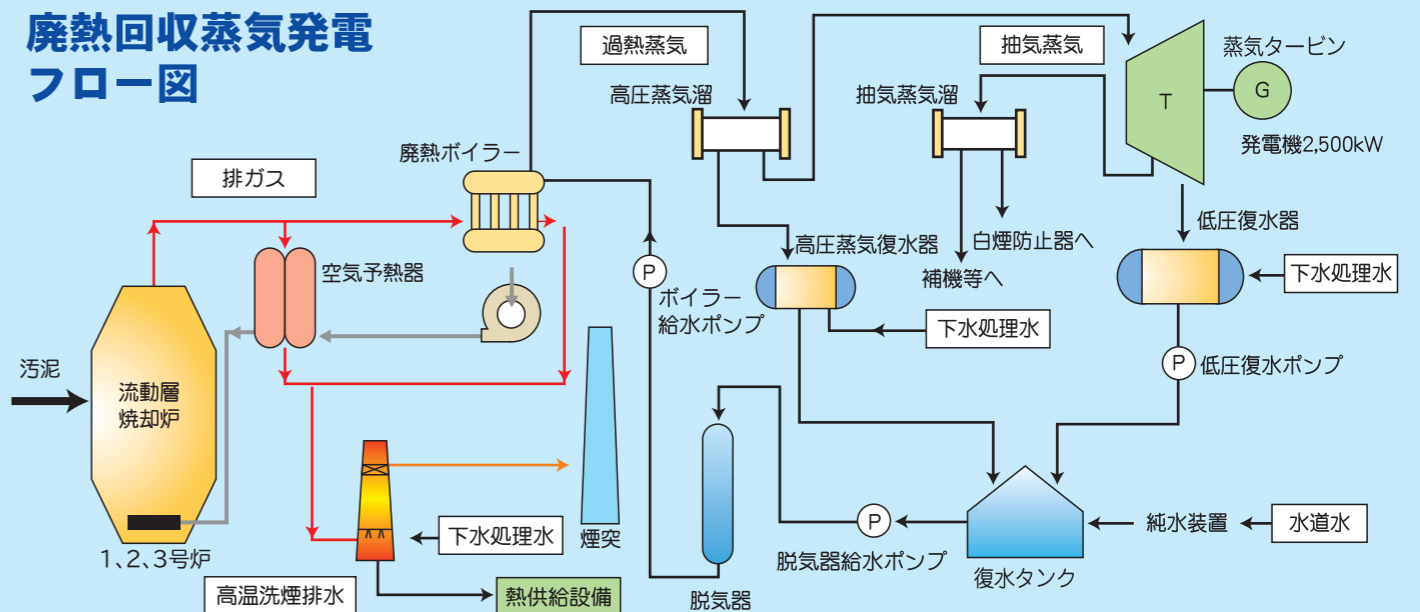 廃熱回収蒸気発電
フロー図
過熱蒸気
抽気蒸気
蒸気タービン
高圧蒸気溜
抽気蒸気溜
T
G
発電機2,500kW
廃熱ボイラー
排ガス
低圧復水器
高圧蒸気復水器
白煙防止器へ
空気予熱器
P
補機等へ
下水処理水
ボイラー
給水ポンプ
下水処理水
汚泥
P
低圧復水ポンプ
流動層
焼却炉
下水処理水
煙突
P
純水装置
水道水
1、2、3号炉
脱気器給水ポンプ
復水タンク
高温洗煙排水
熱供給設備
脱気器